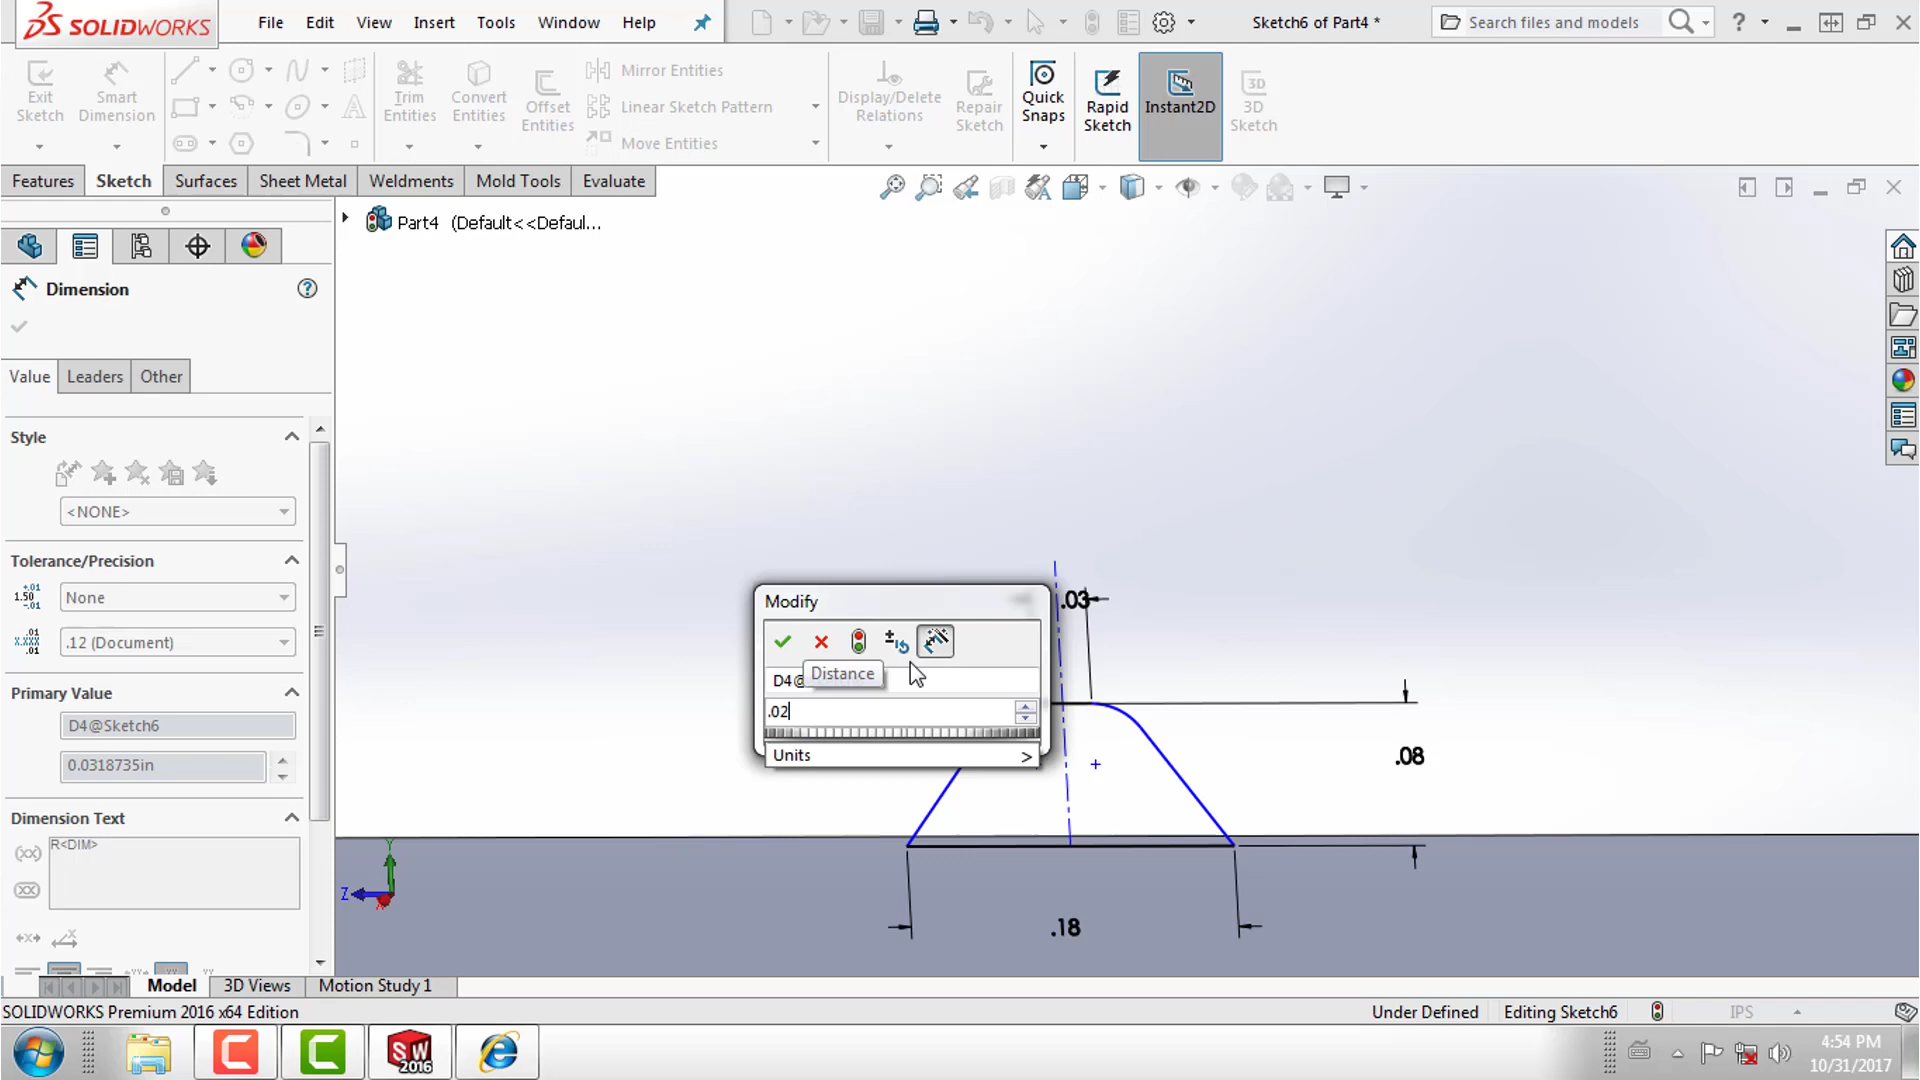 SOLIDWORKS
File Edit View Insert Tools Window Help
Sketch6 of Part4 *
Search files and models
Exit Sketch
Smart Dimension
Trim Entities
Convert Entities
Offset Entities
Mirror Entities
Linear Sketch Pattern
Move Entities
Display/Delete Relations
Repair Sketch
Quick Snaps
Rapid Sketch
Instant2D
3D Sketch
Features Sketch Surfaces Sheet Metal Weldments Mold Tools Evaluate
Part4 (Default<<Defaul...
Dimension
Value Leaders Other
Style
<NONE>
Tolerance/Precision
None
.12 (Document)
Primary Value
D4@Sketch6
0.0318735in
Dimension Text
R<DIM>
Modify
Distance
D4@
.02
Units >
.03
.08
.18
Y
Z
Model 3D Views Motion Study 1
SOLIDWORKS Premium 2016 x64 Edition
Under Defined Editing Sketch6 IPS
SW 2016
4:54 PM
10/31/2017